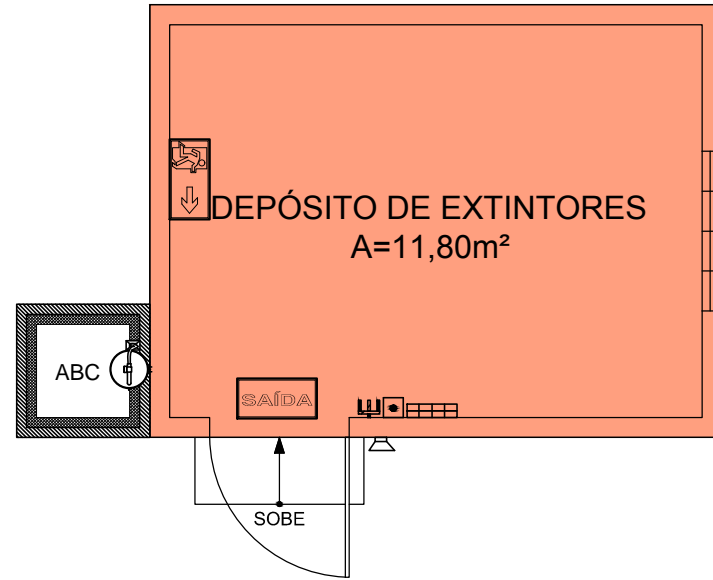 DEPÓSITO DE EXTINTORES
A=11,80m²
ABC
SAÍDA
SOBE